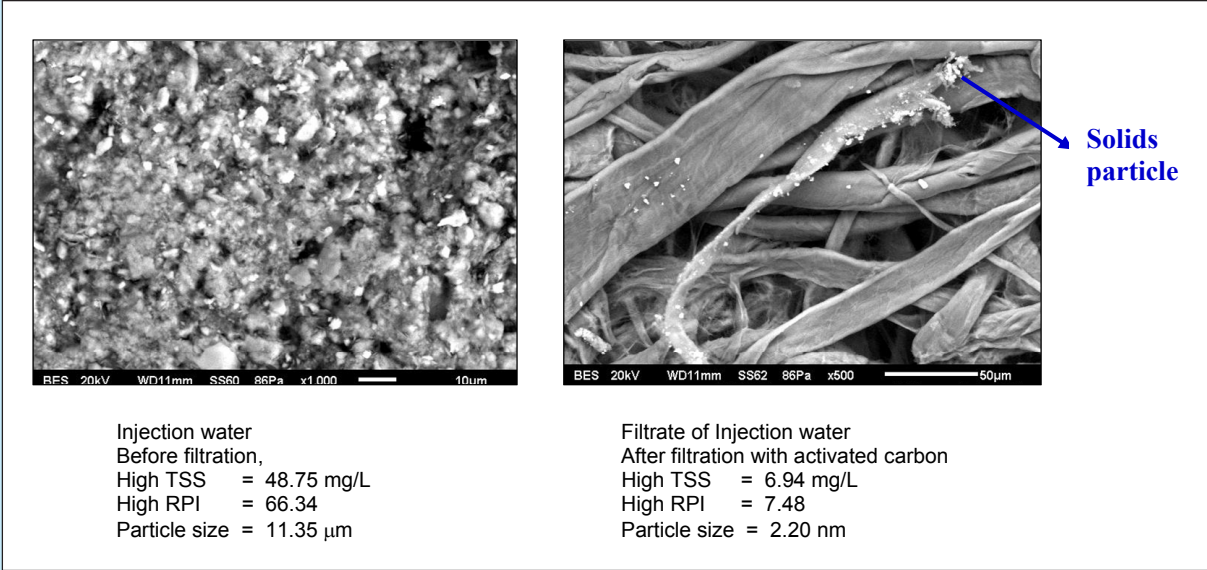 BES 20kV WD11mm SS60 86Pa x1,000 10µm
BES 20kV WD11mm SS62 86Pa x500 50µm
Solids
particle
Injection water
Before filtration,
High TSS = 48.75 mg/L
High RPI = 66.34
Particle size = 11.35 µm
Filtrate of Injection water
After filtration with activated carbon
High TSS = 6.94 mg/L
High RPI = 7.48
Particle size = 2.20 nm